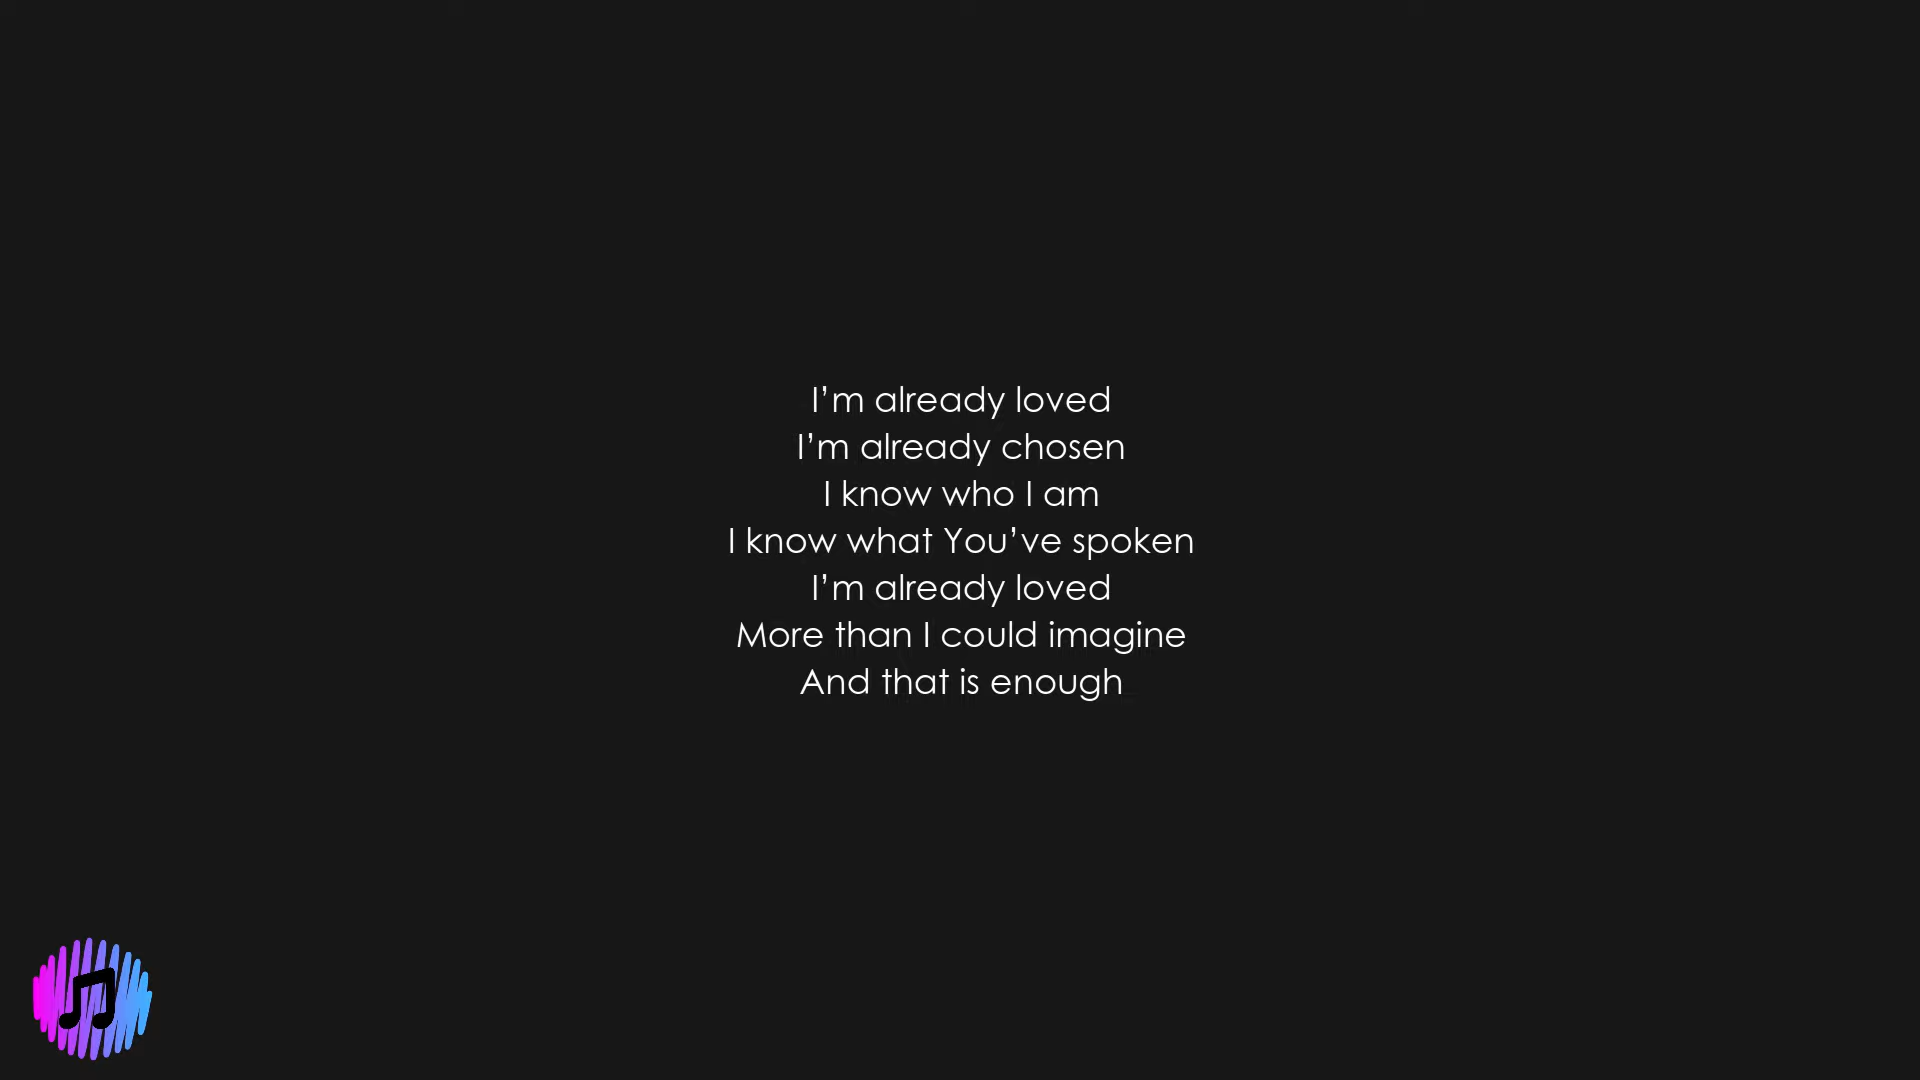 I’m already loved
I’m already chosen
I know who I am
I know what You’ve spoken
I’m already loved
More than I could imagine
And that is enough